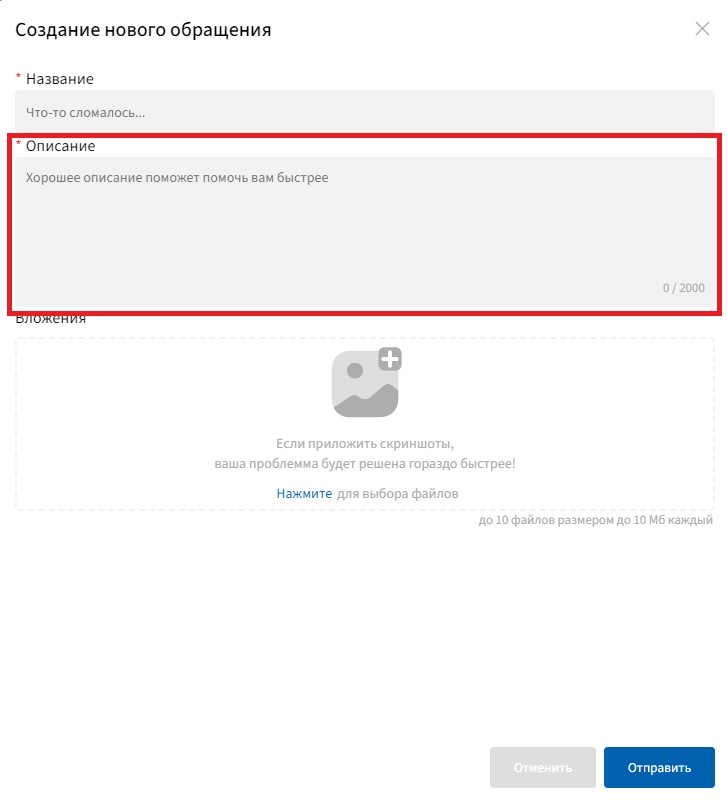 Создание нового обращения
* Название
Что-то сломалось...
* Описание
Хорошее описание поможет помочь вам быстрее
0 / 2000
Вложения
Если приложить скриншоты,
ваша проблемма будет решена гораздо быстрее!
Нажмите для выбора файлов
до 10 файлов размером до 10 Мб каждый
Отменить
Отправить